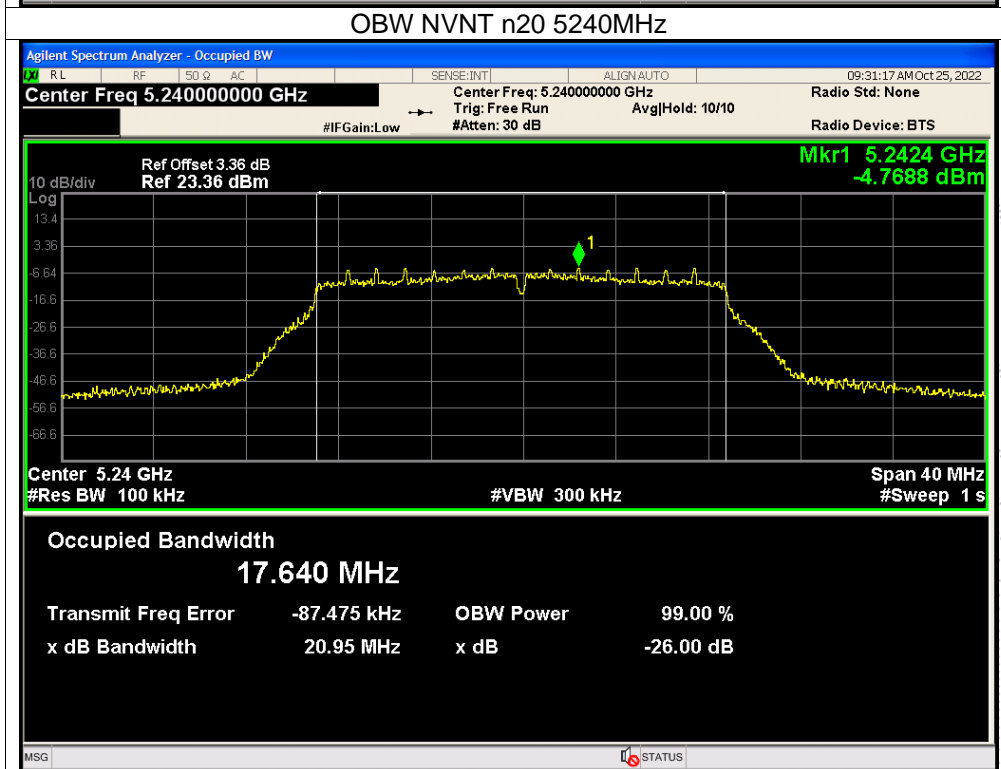 OBW NVNT n20 5240MHz
Agilent Spectrum Analyzer - Occupied BW
LXI RL RF 50 Ω AC SENSE:INT ALIGN AUTO 09:31:17 AM Oct 25, 2022
Center Freq 5.240000000 GHz Center Freq: 5.240000000 GHz Radio Std: None
Trig: Free Run Avg|Hold: 10/10
#IFGain:Low #Atten: 30 dB Radio Device: BTS
Ref Offset 3.36 dB Mkr1 5.2424 GHz
10 dB/div Ref 23.36 dBm -4.7688 dBm
Log
13.4
3.36
1
-6.64
-16.6
-26.6
-36.6
-46.6
-56.6
-66.6
Center 5.24 GHz Span 40 MHz
#Res BW 100 kHz #VBW 300 kHz #Sweep 1 s
Occupied Bandwidth
17.640 MHz
Transmit Freq Error -87.475 kHz OBW Power 99.00 %
x dB Bandwidth 20.95 MHz x dB -26.00 dB
MSG STATUS